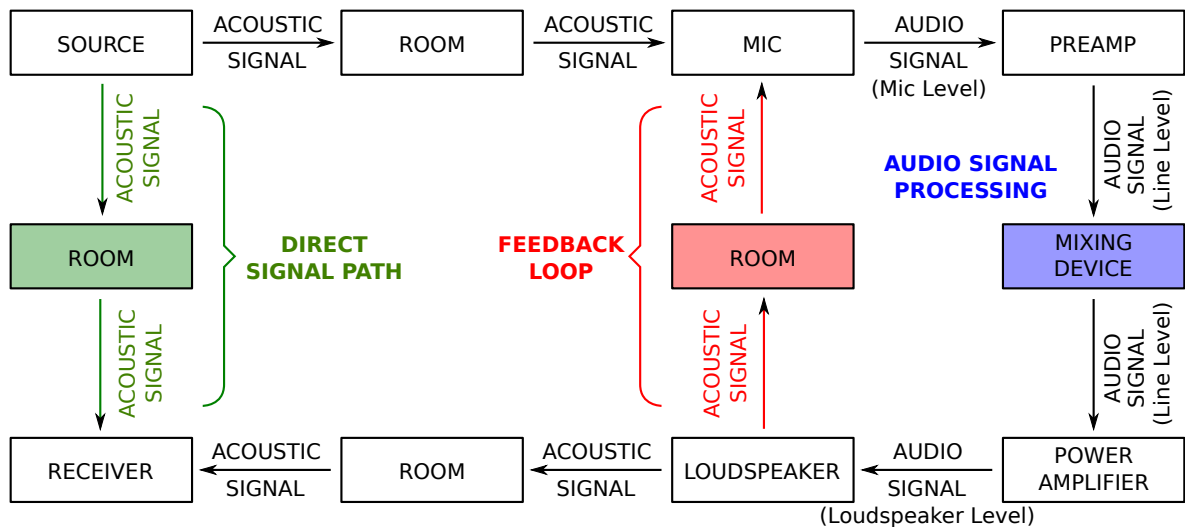 SOURCE
ACOUSTIC
SIGNAL
ROOM
ACOUSTIC
SIGNAL
MIC
AUDIO
SIGNAL
(Mic Level)
PREAMP
ACOUSTIC
SIGNAL
ACOUSTIC
SIGNAL
AUDIO SIGNAL
PROCESSING
AUDIO
SIGNAL
(Line Level)
ROOM
DIRECT
SIGNAL PATH
FEEDBACK
LOOP
ROOM
MIXING
DEVICE
ACOUSTIC
SIGNAL
ACOUSTIC
SIGNAL
AUDIO
SIGNAL
(Line Level)
RECEIVER
ACOUSTIC
SIGNAL
ROOM
ACOUSTIC
SIGNAL
LOUDSPEAKER
AUDIO
SIGNAL
(Loudspeaker Level)
POWER
AMPLIFIER